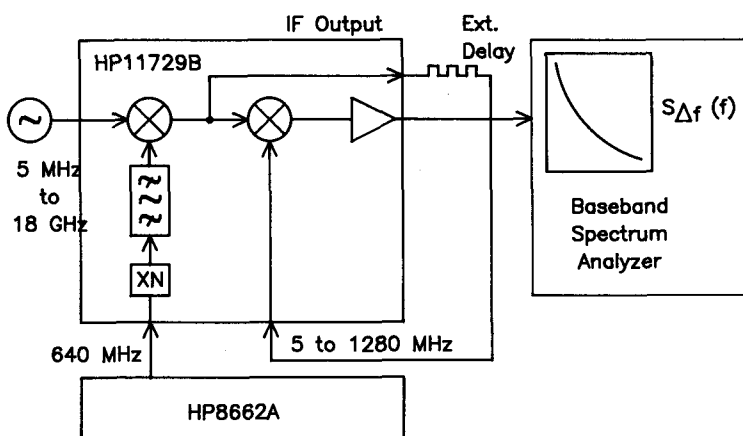 IF Output
Ext.
Delay
HP11729B
5 MHz
to
18 GHz
XN
640 MHz
5 to 1280 MHz
HP8662A
SΔf (f)
Baseband
Spectrum
Analyzer